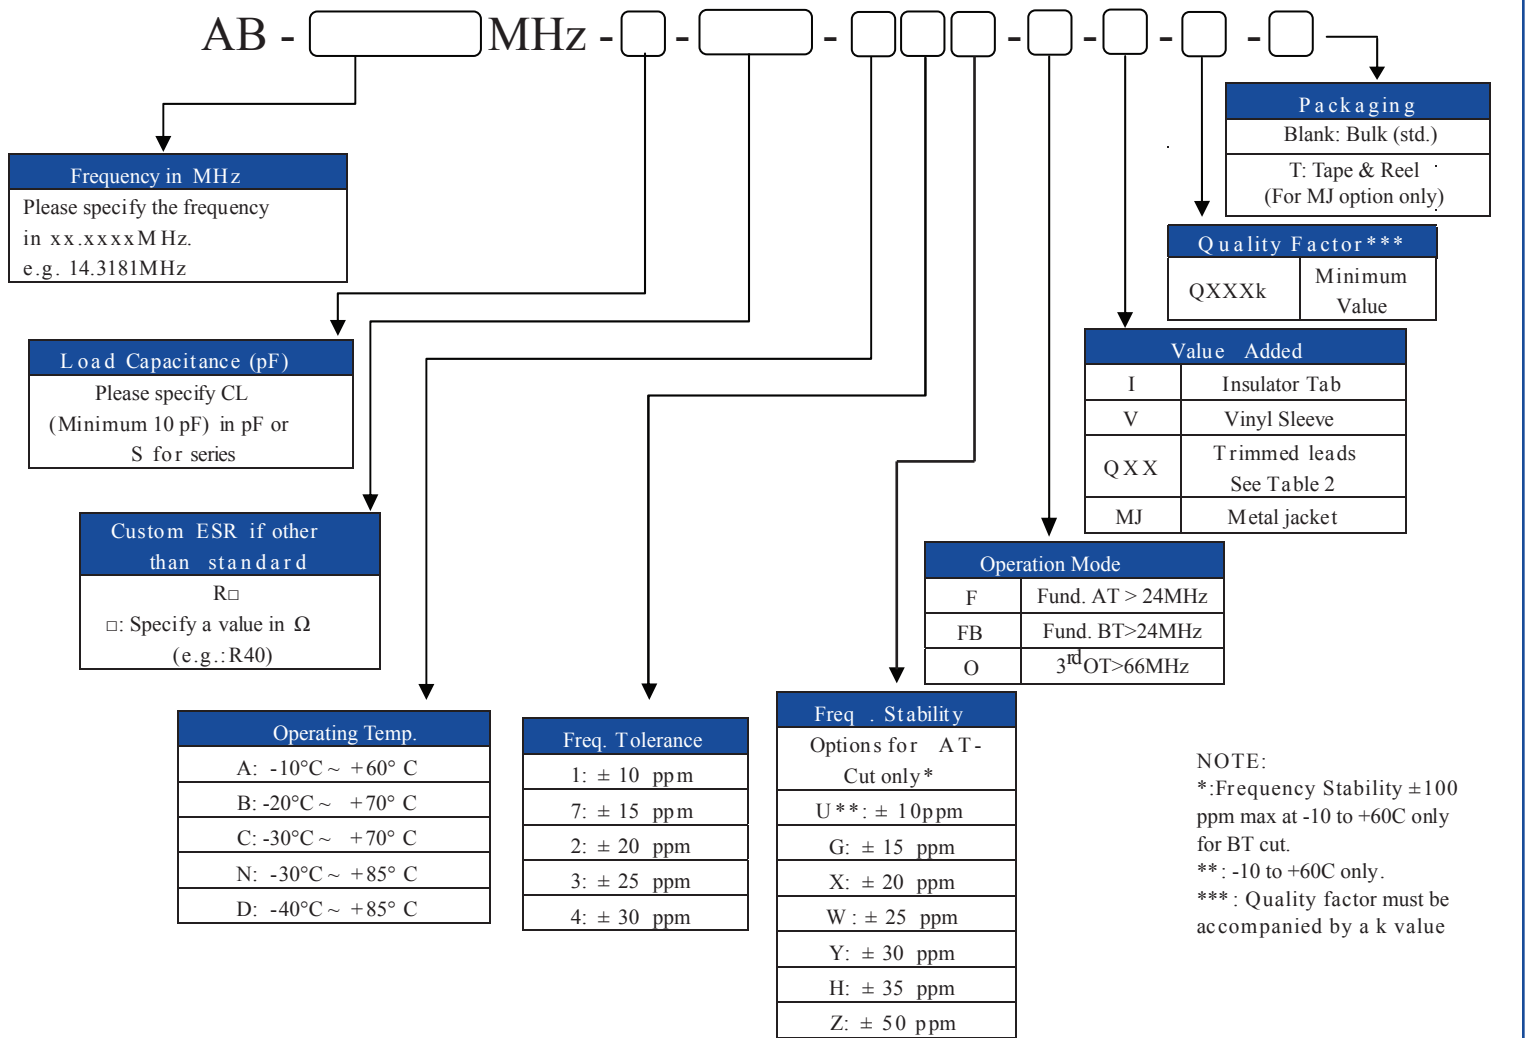 AB - MHz - - - - - - -
Packaging
Blank: Bulk (std.)
T: Tape & Reel
(For MJ option only)
Frequency in MHz
Please specify the frequency
in xx.xxxxMHz.
e.g. 14.3181MHz
Quality Factor***
QXXXk
Minimum
Value
Load Capacitance (pF)
Please specify CL
(Minimum 10 pF) in pF or
S for series
Value Added
I Insulator Tab
V Vinyl Sleeve
QXX
Trimmed leads
See Table 2
MJ Metal jacket
Custom ESR if other
than standard
R□
□: Specify a value in Ω
(e.g.:R40)
Operation Mode
F Fund. AT > 24MHz
FB Fund. BT>24MHz
O 3rdOT>66MHz
Operating Temp.
A: -10°C ~ +60° C
B: -20°C ~ +70° C
C: -30°C ~ +70° C
N: -30°C ~ +85° C
D: -40°C ~ +85° C
Freq. Tolerance
1: ± 10 ppm
7: ± 15 ppm
2: ± 20 ppm
3: ± 25 ppm
4: ± 30 ppm
Freq . Stability
Options for AT-
Cut only*
U**: ± 10ppm
G: ± 15 ppm
X: ± 20 ppm
W : ± 25 ppm
Y: ± 30 ppm
H: ± 35 ppm
Z: ± 50 ppm
NOTE:
*:Frequency Stability ±100
ppm max at -10 to +60C only
for BT cut.
**: -10 to +60C only.
***: Quality factor must be
accompanied by a k value